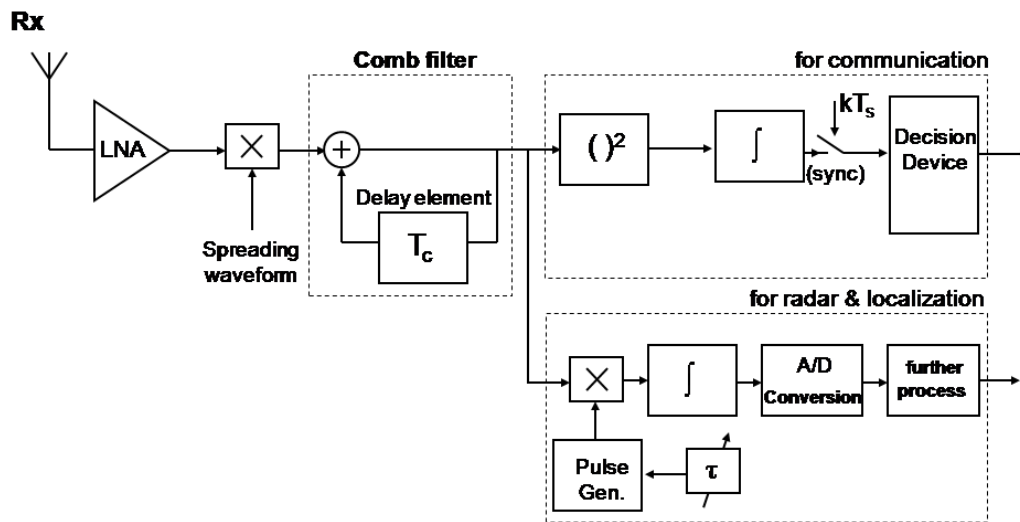 Rx
for communication
Comb filter
kTₛ
LNA
×
+
( )²
∫
(sync)
Decision
Device
Delay element
T_c
Spreading
waveform
for radar & localization
×
∫
A/D
Conversion
further
process
Pulse
Gen.
τ